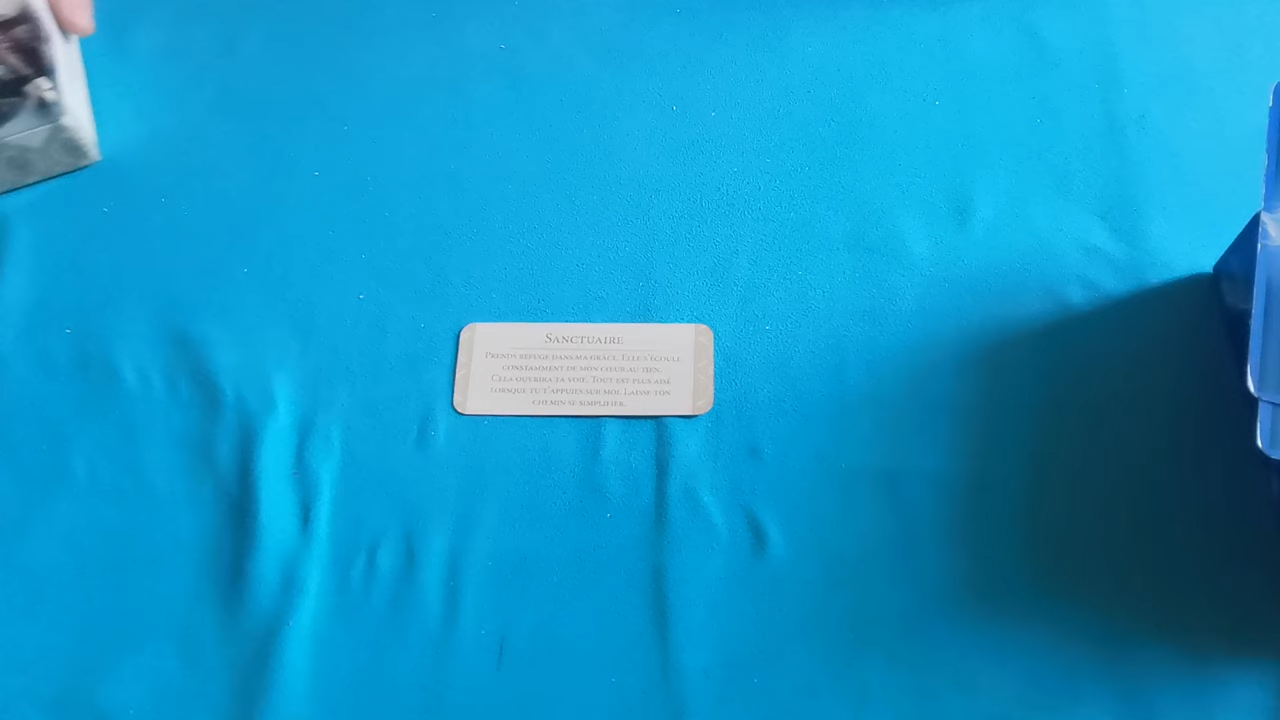 SANCTUAIRE
PRENDS REFUGE DANS MA GRÂCE. ELLE S'ÉCOULE
CONSTAMMENT DE MON CŒUR AU TIEN.
CELA OUVRIRA TA VOIE. TOUT EST PLUS AISÉ
LORSQUE TU T'APPUIES SUR MOI. LAISSE TON
CHEMIN SE SIMPLIFIER.